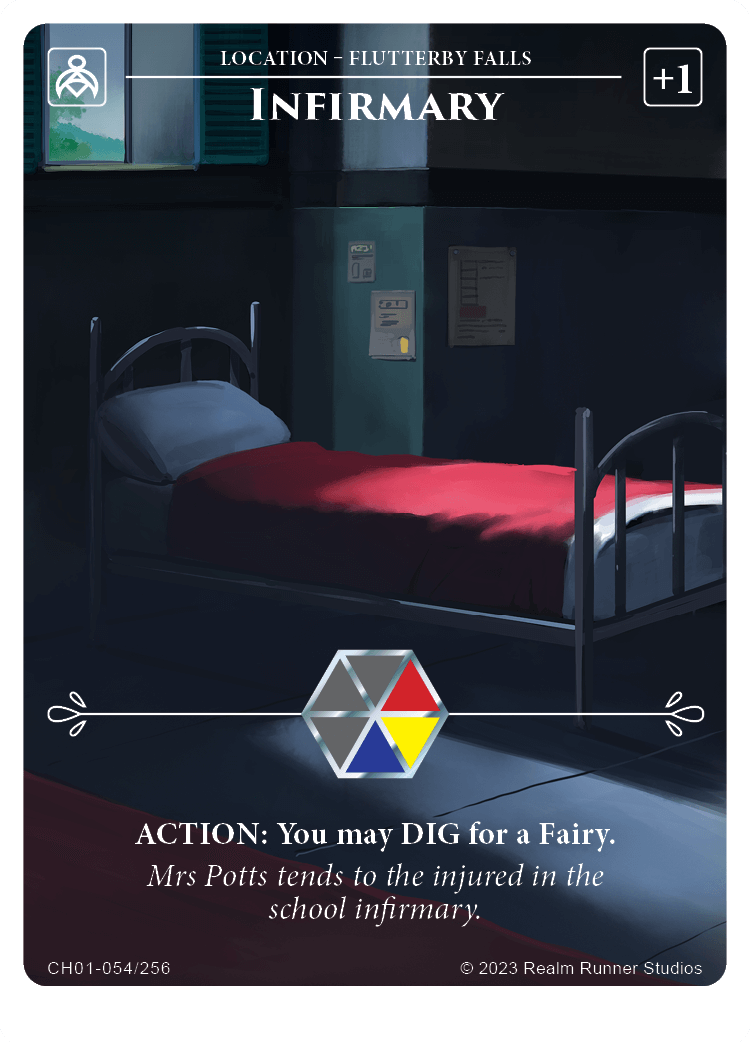 LOCATION – FLUTTERBY FALLS
INFIRMARY
+1
ACTION: You may DIG for a Fairy.
Mrs Potts tends to the injured in the
school infirmary.
CH01-054/256
© 2023 Realm Runner Studios